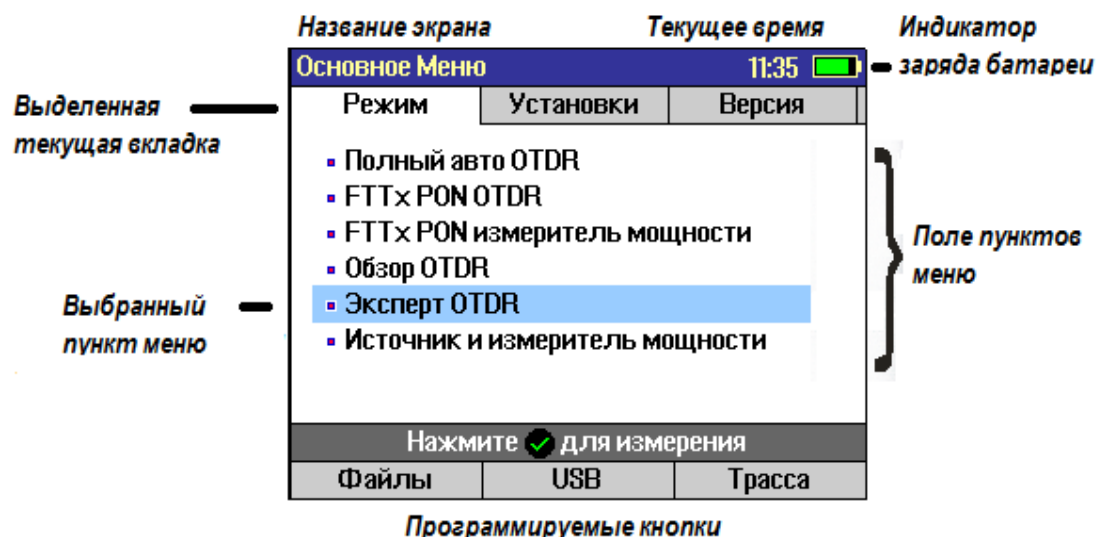 Название экрана
Текущее время
Индикатор
заряда батареи
Основное Меню 11:35
Выделенная
текущая вкладка
Режим Установки Версия
Полный авто OTDR
FTTx PON OTDR
FTTx PON измеритель мощности
Обзор OTDR
Эксперт OTDR
Источник и измеритель мощности
Поле пунктов
меню
Выбранный
пункт меню
Нажмите для измерения
Файлы USB Трасса
Программируемые кнопки